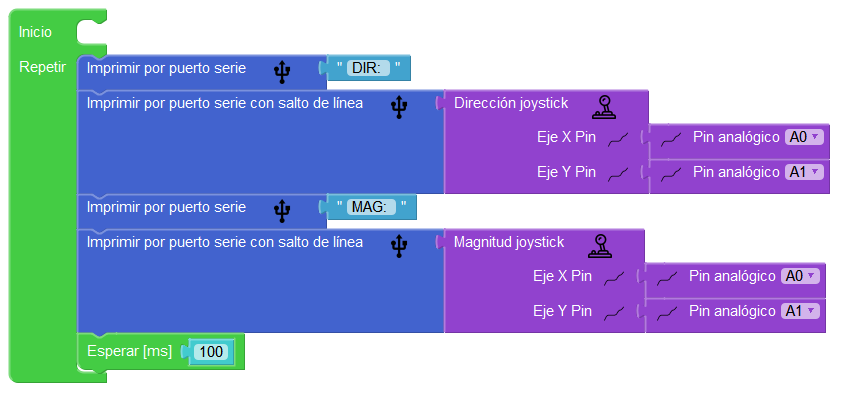 Inicio
Repetir
Imprimir por puerto serie " DIR: "
Imprimir por puerto serie con salto de línea Dirección joystick
Eje X Pin Pin analógico A0
Eje Y Pin Pin analógico A1
Imprimir por puerto serie " MAG: "
Imprimir por puerto serie con salto de línea Magnitud joystick
Eje X Pin Pin analógico A0
Eje Y Pin Pin analógico A1
Esperar [ms] 100